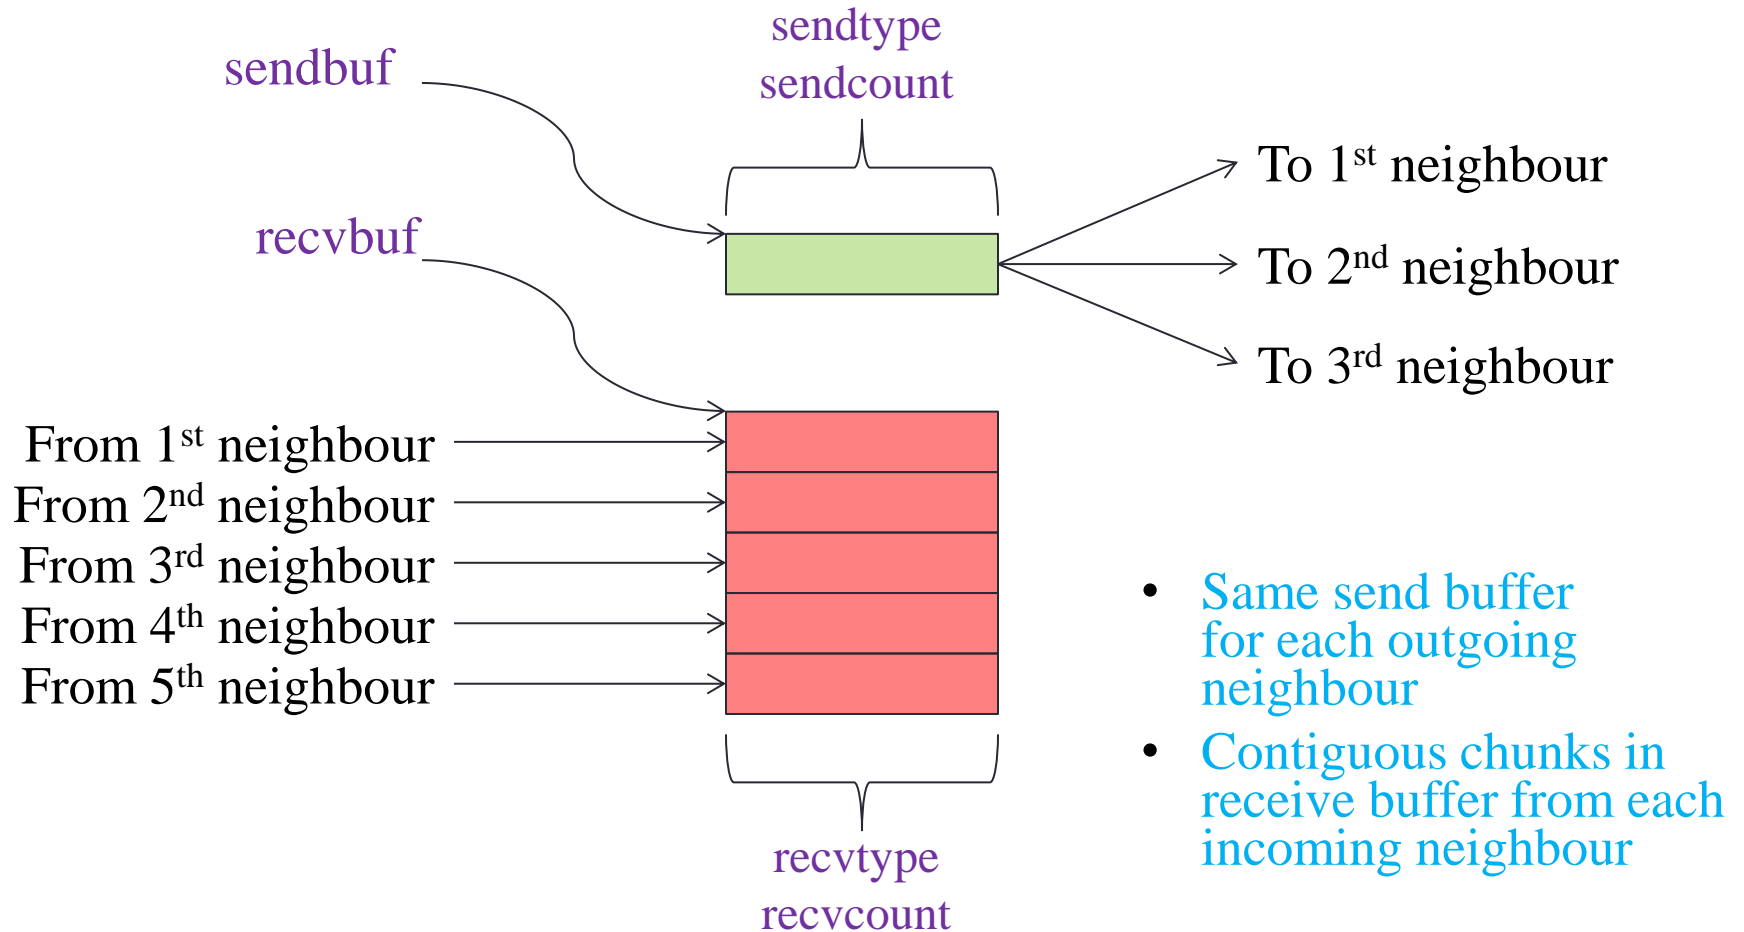 sendtype
sendcount
sendbuf
recvbuf
To 1st neighbour
To 2nd neighbour
To 3rd neighbour
From 1st neighbour
From 2nd neighbour
From 3rd neighbour
From 4th neighbour
From 5th neighbour
• Same send buffer
for each outgoing
neighbour
• Contiguous chunks in
receive buffer from each
incoming neighbour
recvtype
recvcount